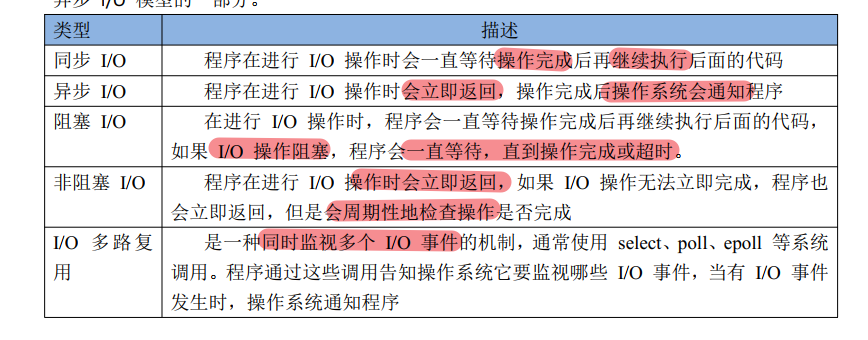 异步 I/O 模型的一部分。
类型 描述
同步 I/O 程序在进行 I/O 操作时会一直等待操作完成后再继续执行后面的代码
异步 I/O 程序在进行 I/O 操作时会立即返回，操作完成后操作系统会通知程序
阻塞 I/O 在进行 I/O 操作时，程序会一直等待操作完成后再继续执行后面的代码，
如果 I/O 操作阻塞，程序会一直等待，直到操作完成或超时。
非阻塞 I/O 程序在进行 I/O 操作时会立即返回，如果 I/O 操作无法立即完成，程序也
会立即返回，但是会周期性地检查操作是否完成
I/O 多路复 是一种同时监视多个 I/O 事件的机制，通常使用 select、poll、epoll 等系统
用 调用。程序通过这些调用告知操作系统它要监视哪些 I/O 事件，当有 I/O 事件
发生时，操作系统通知程序